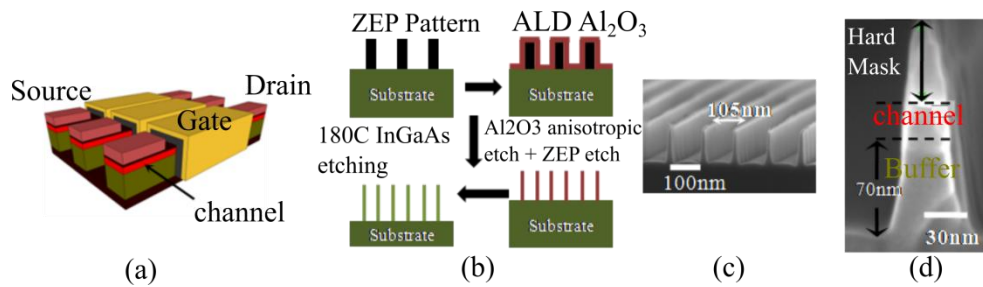 Source
Drain
Gate
channel
(a)
ZEP Pattern
ALD Al₂O₃
Substrate
Substrate
180C InGaAs
etching
Al2O3 anisotropic
etch + ZEP etch
Substrate
Substrate
(b)
105nm
100nm
(c)
Hard
Mask
channel
Buffer
70nm
30nm
(d)